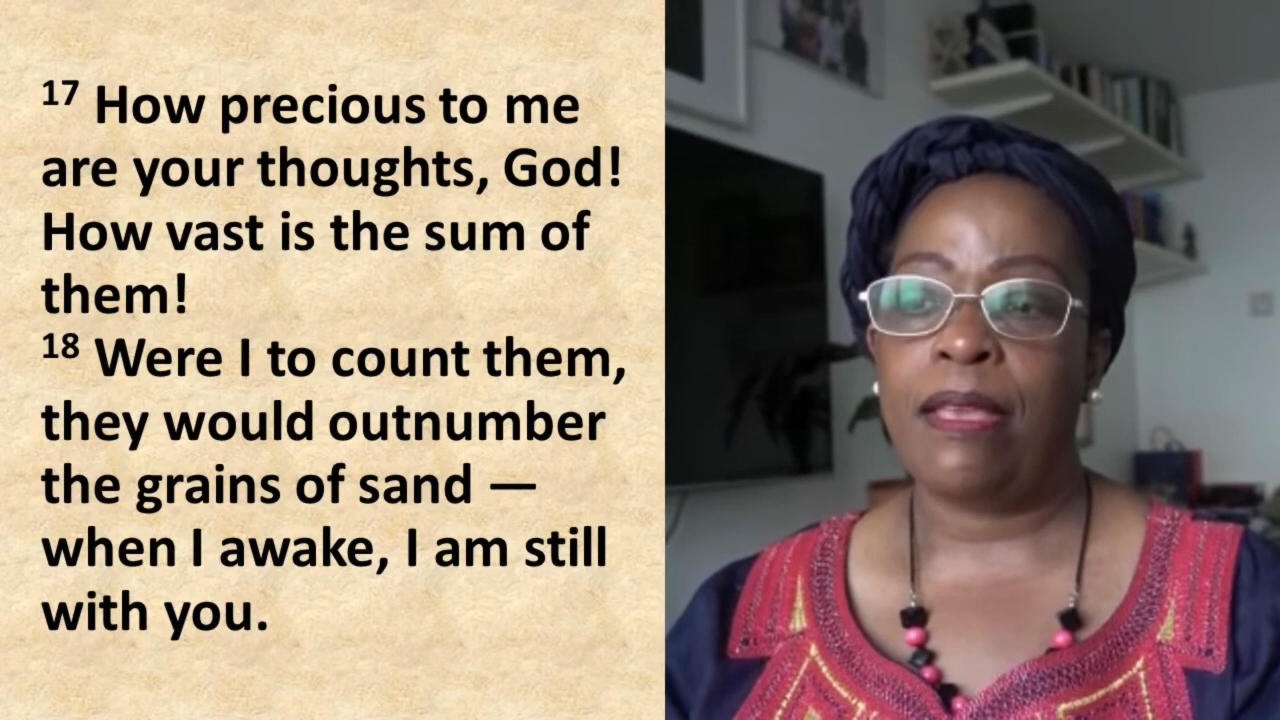 17 How precious to me
are your thoughts, God!
How vast is the sum of
them!
18 Were I to count them,
they would outnumber
the grains of sand —
when I awake, I am still
with you.